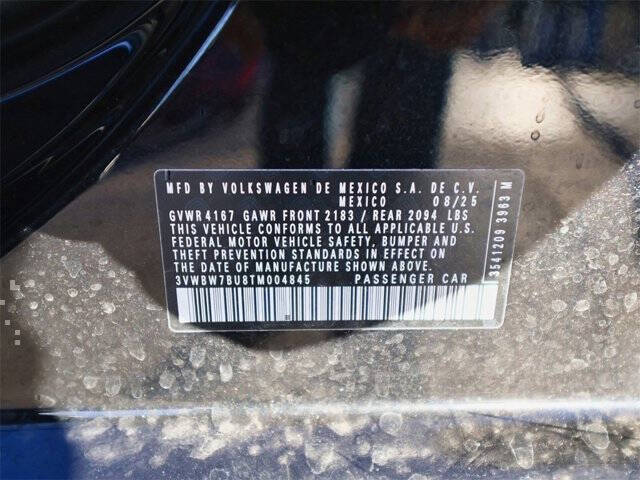 MFD BY VOLKSWAGEN DE MEXICO S.A. DE C.V.
MEXICO 08/25
GVWR 4167 GAWR FRONT 2183 / REAR 2094 LBS
THIS VEHICLE CONFORMS TO ALL APPLICABLE U.S.
FEDERAL MOTOR VEHICLE SAFETY, BUMPER AND
THEFT PREVENTION STANDARDS IN EFFECT ON
THE DATE OF MANUFACTURE SHOWN ABOVE.
3VWBW7BU8TM004845 PASSENGER CAR
3541209 3963 M